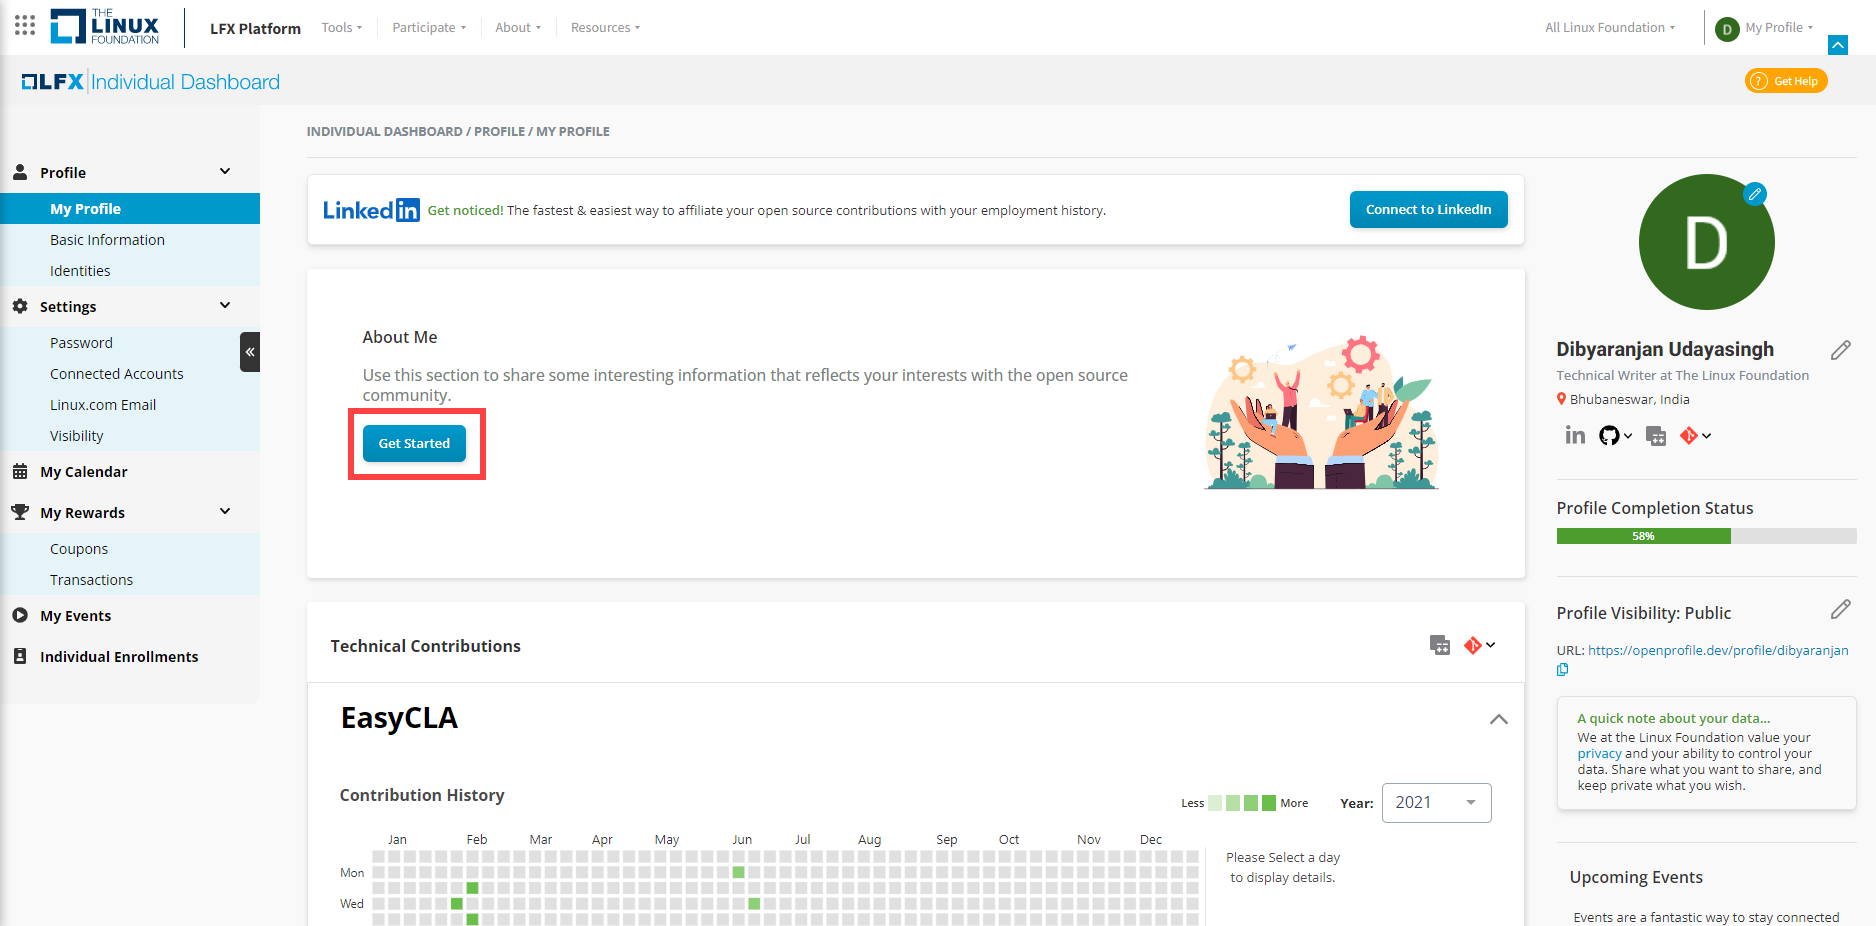 THE
LINUX
FOUNDATION
LFX Platform
Tools
Participate
About
Resources
All Linux Foundation
D
My Profile
LFX Individual Dashboard
? Get Help
INDIVIDUAL DASHBOARD / PROFILE / MY PROFILE
Profile
My Profile
Basic Information
Identities
Settings
Password
Connected Accounts
Linux.com Email
Visibility
My Calendar
My Rewards
Coupons
Transactions
My Events
Individual Enrollments
Linked in Get noticed! The fastest & easiest way to affiliate your open source contributions with your employment history.
Connect to LinkedIn
About Me
Use this section to share some interesting information that reflects your interests with the open source
community.
Get Started
Technical Contributions
EasyCLA
Contribution History
Less More Year: 2021
Jan Feb Mar Apr May Jun Jul Aug Sep Oct Nov Dec
Mon
Wed
Please Select a day
to display details.
D
Dibyaranjan Udayasingh
Technical Writer at The Linux Foundation
Bhubaneswar, India
in
Profile Completion Status
58%
Profile Visibility: Public
URL: https://openprofile.dev/profile/dibyaranjan
A quick note about your data...
We at the Linux Foundation value your
privacy and your ability to control your
data. Share what you want to share, and
keep private what you wish.
Upcoming Events
Events are a fantastic way to stay connected